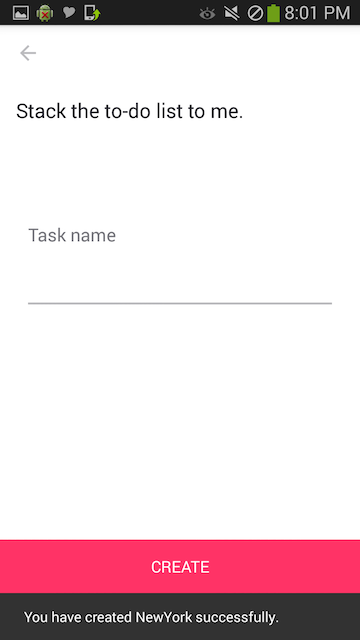 8:01 PM
Stack the to-do list to me.
Task name
CREATE
You have created NewYork successfully.